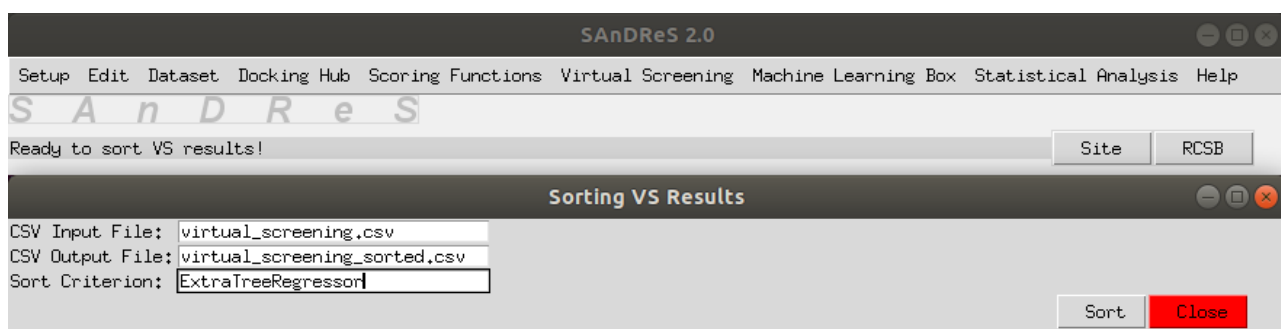 SAnDReS 2.0
Setup Edit Dataset Docking Hub Scoring Functions Virtual Screening Machine Learning Box Statistical Analysis Help
S A n D R e S
Ready to sort VS results! Site RCSB
Sorting VS Results
CSV Input File: virtual_screening.csv
CSV Output File: virtual_screening_sorted.csv
Sort Criterion: ExtraTreeRegressor
Sort Close